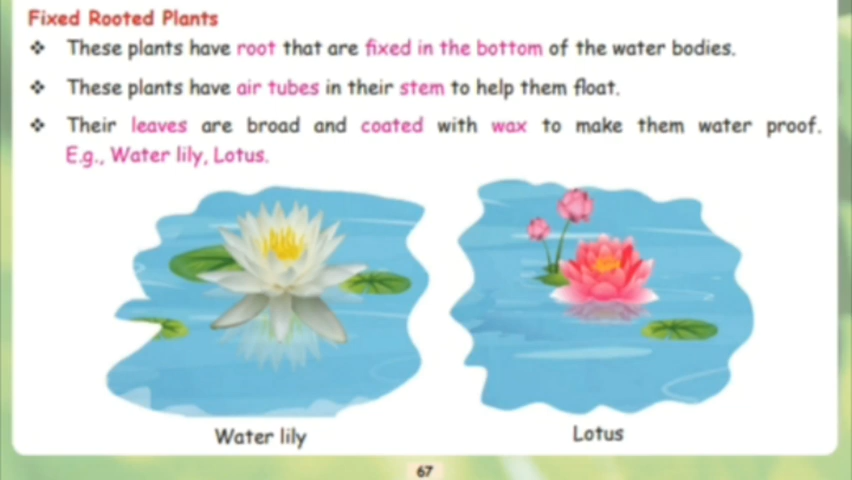 Fixed Rooted Plants
❖ These plants have root that are fixed in the bottom of the water bodies.
❖ These plants have air tubes in their stem to help them float.
❖ Their leaves are broad and coated with wax to make them water proof.
E.g., Water lily, Lotus.
Water lily
Lotus
67